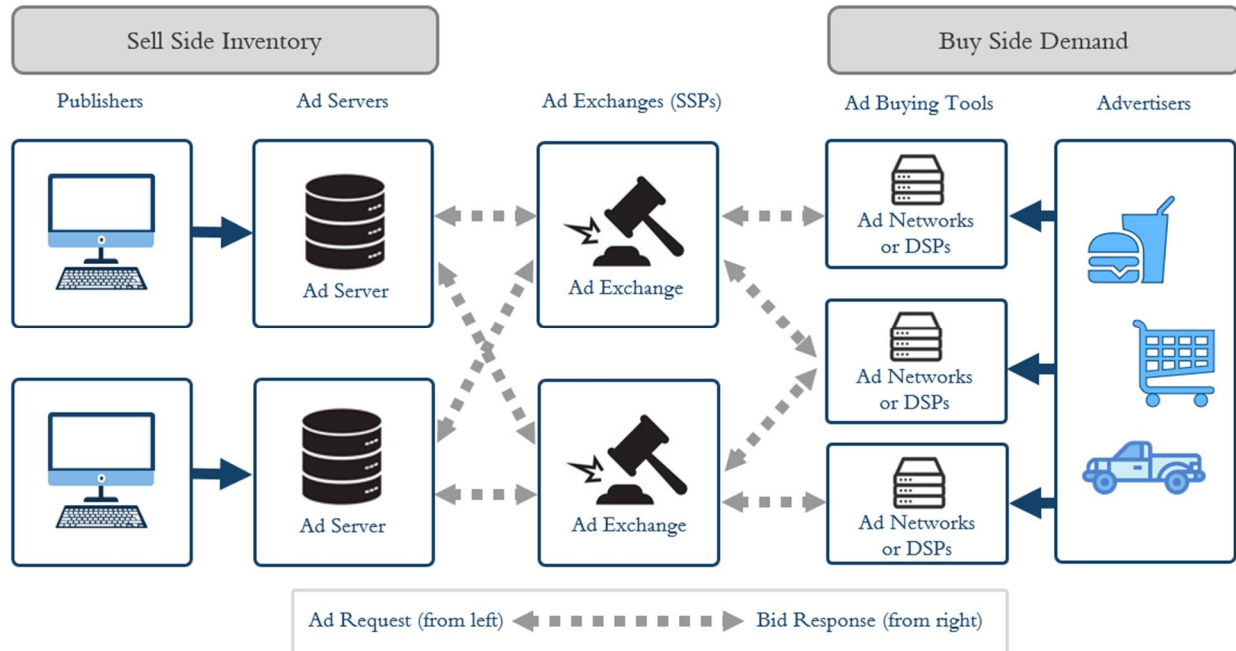 Sell Side Inventory
Buy Side Demand
Publishers
Ad Servers
Ad Exchanges (SSPs)
Ad Buying Tools
Advertisers
Ad Server
Ad Exchange
Ad Networks
or DSPs
Ad Networks
or DSPs
Ad Server
Ad Exchange
Ad Networks
or DSPs
Ad Request (from left)
Bid Response (from right)